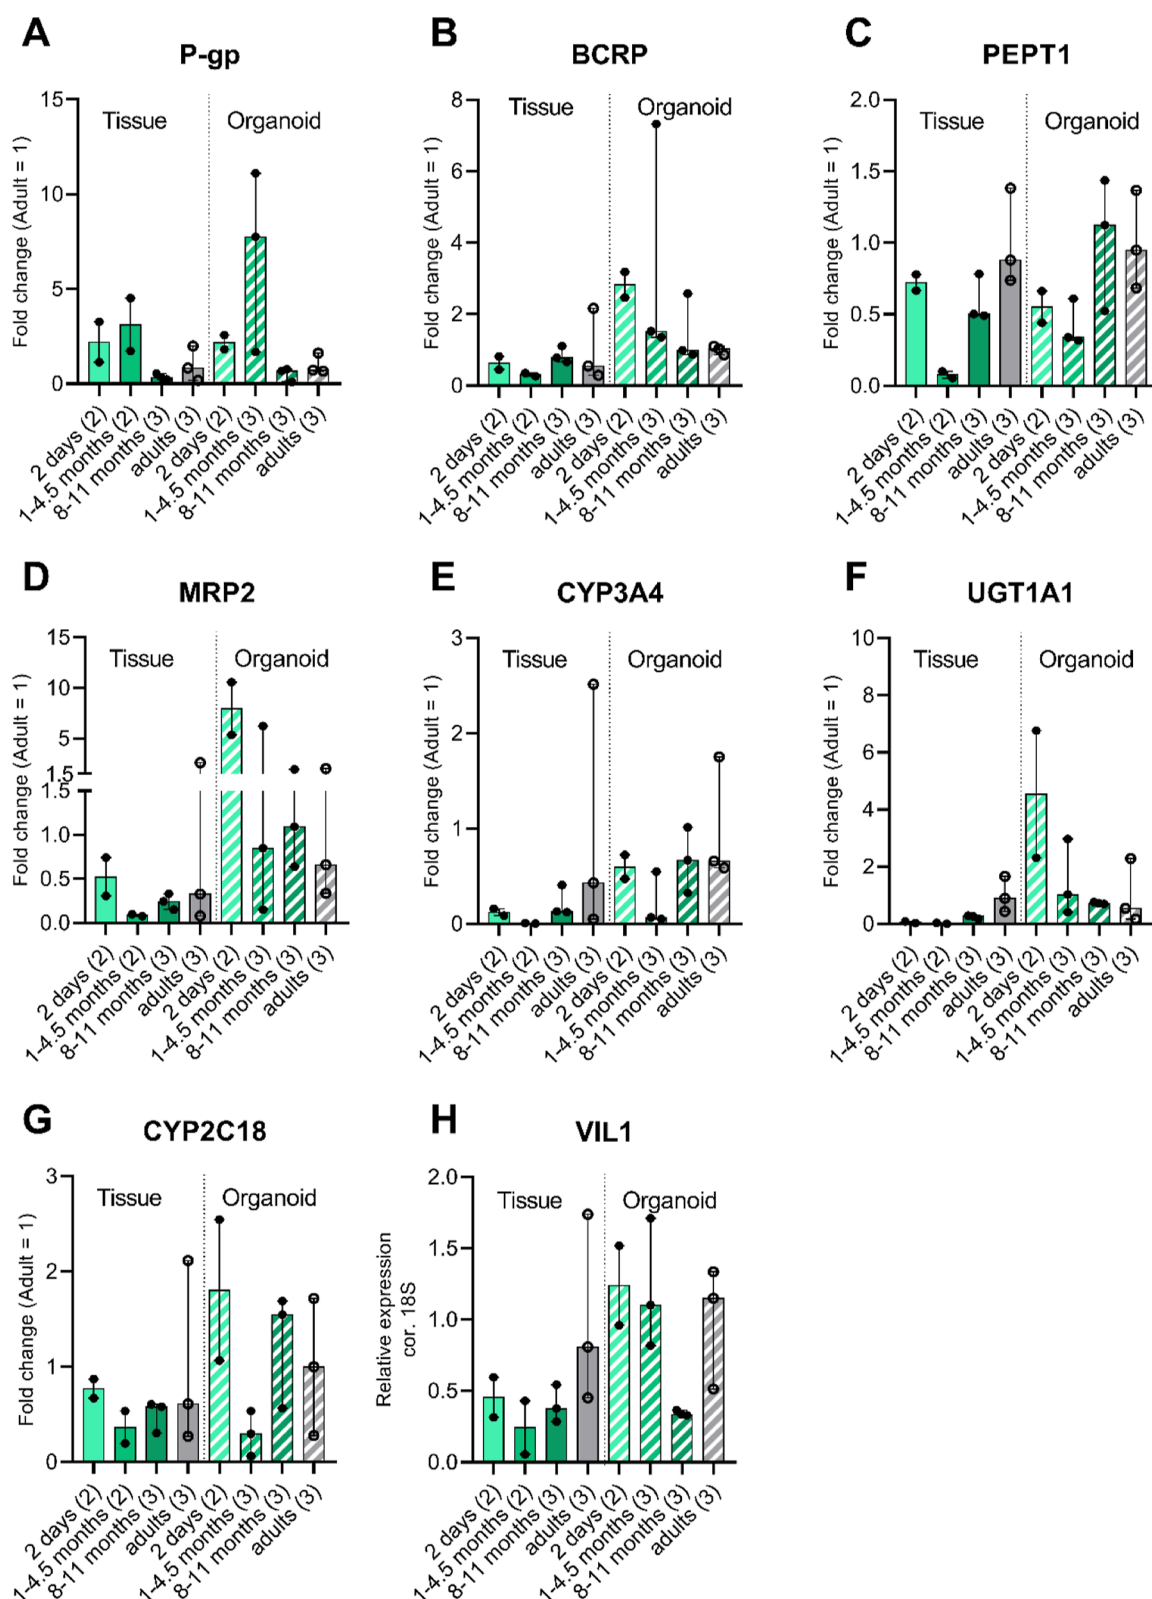 A
P-gp
Fold change (Adult = 1)
15
10
5
0
Tissue
Organoid
2 days (2)
1-4.5 months (2)
8-11 months (3)
adults (3)
2 days (2)
1-4.5 months (3)
8-11 months (3)
adults (3)
B
BCRP
Fold change (Adult = 1)
8
6
4
2
0
Tissue
Organoid
2 days (2)
1-4.5 months (2)
8-11 months (3)
adults (3)
2 days (2)
1-4.5 months (3)
8-11 months (3)
adults (3)
C
PEPT1
Fold change (Adult = 1)
2.0
1.5
1.0
0.5
0.0
Tissue
Organoid
2 days (2)
1-4.5 months (2)
8-11 months (3)
adults (3)
2 days (2)
1-4.5 months (3)
8-11 months (3)
adults (3)
D
MRP2
Fold change (Adult = 1)
15
10
5
1.5
1.5
1.0
0.5
0.0
Tissue
Organoid
2 days (2)
1-4.5 months (2)
8-11 months (3)
adults (3)
2 days (2)
1-4.5 months (3)
8-11 months (3)
adults (3)
E
CYP3A4
Fold change (Adult = 1)
3
2
1
0
Tissue
Organoid
2 days (2)
1-4.5 months (2)
8-11 months (3)
adults (3)
2 days (2)
1-4.5 months (3)
8-11 months (3)
adults (3)
F
UGT1A1
Fold change (Adult = 1)
10
8
6
4
2
0
Tissue
Organoid
2 days (2)
1-4.5 months (2)
8-11 months (3)
adults (3)
2 days (2)
1-4.5 months (3)
8-11 months (3)
adults (3)
G
CYP2C18
Fold change (Adult = 1)
3
2
1
0
Tissue
Organoid
2 days (2)
1-4.5 months (2)
8-11 months (3)
adults (3)
2 days (2)
1-4.5 months (3)
8-11 months (3)
adults (3)
H
VIL1
Relative expression
cor. 18S
2.0
1.5
1.0
0.5
0.0
Tissue
Organoid
2 days (2)
1-4.5 months (2)
8-11 months (3)
adults (3)
2 days (2)
1-4.5 months (3)
8-11 months (3)
adults (3)